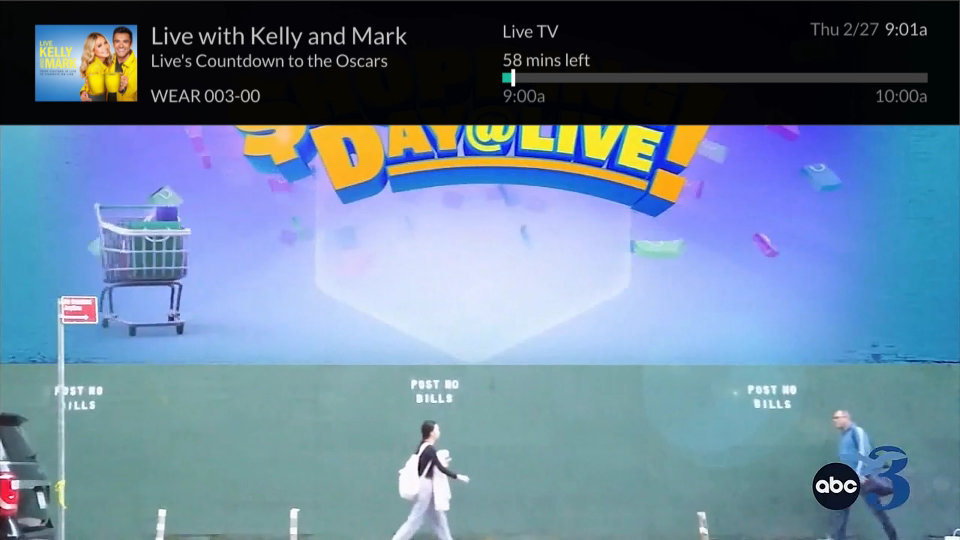 LIVE
KELLY
MARK
Live with Kelly and Mark
Live's Countdown to the Oscars
WEAR 003-00
Live TV
58 mins left
9:00a
10:00a
Thu 2/27 9:01a
SHOPPING
DAY@LIVE!
POST NO
BILLS
POST NO
BILLS
POST NO
BILLS
abc 3